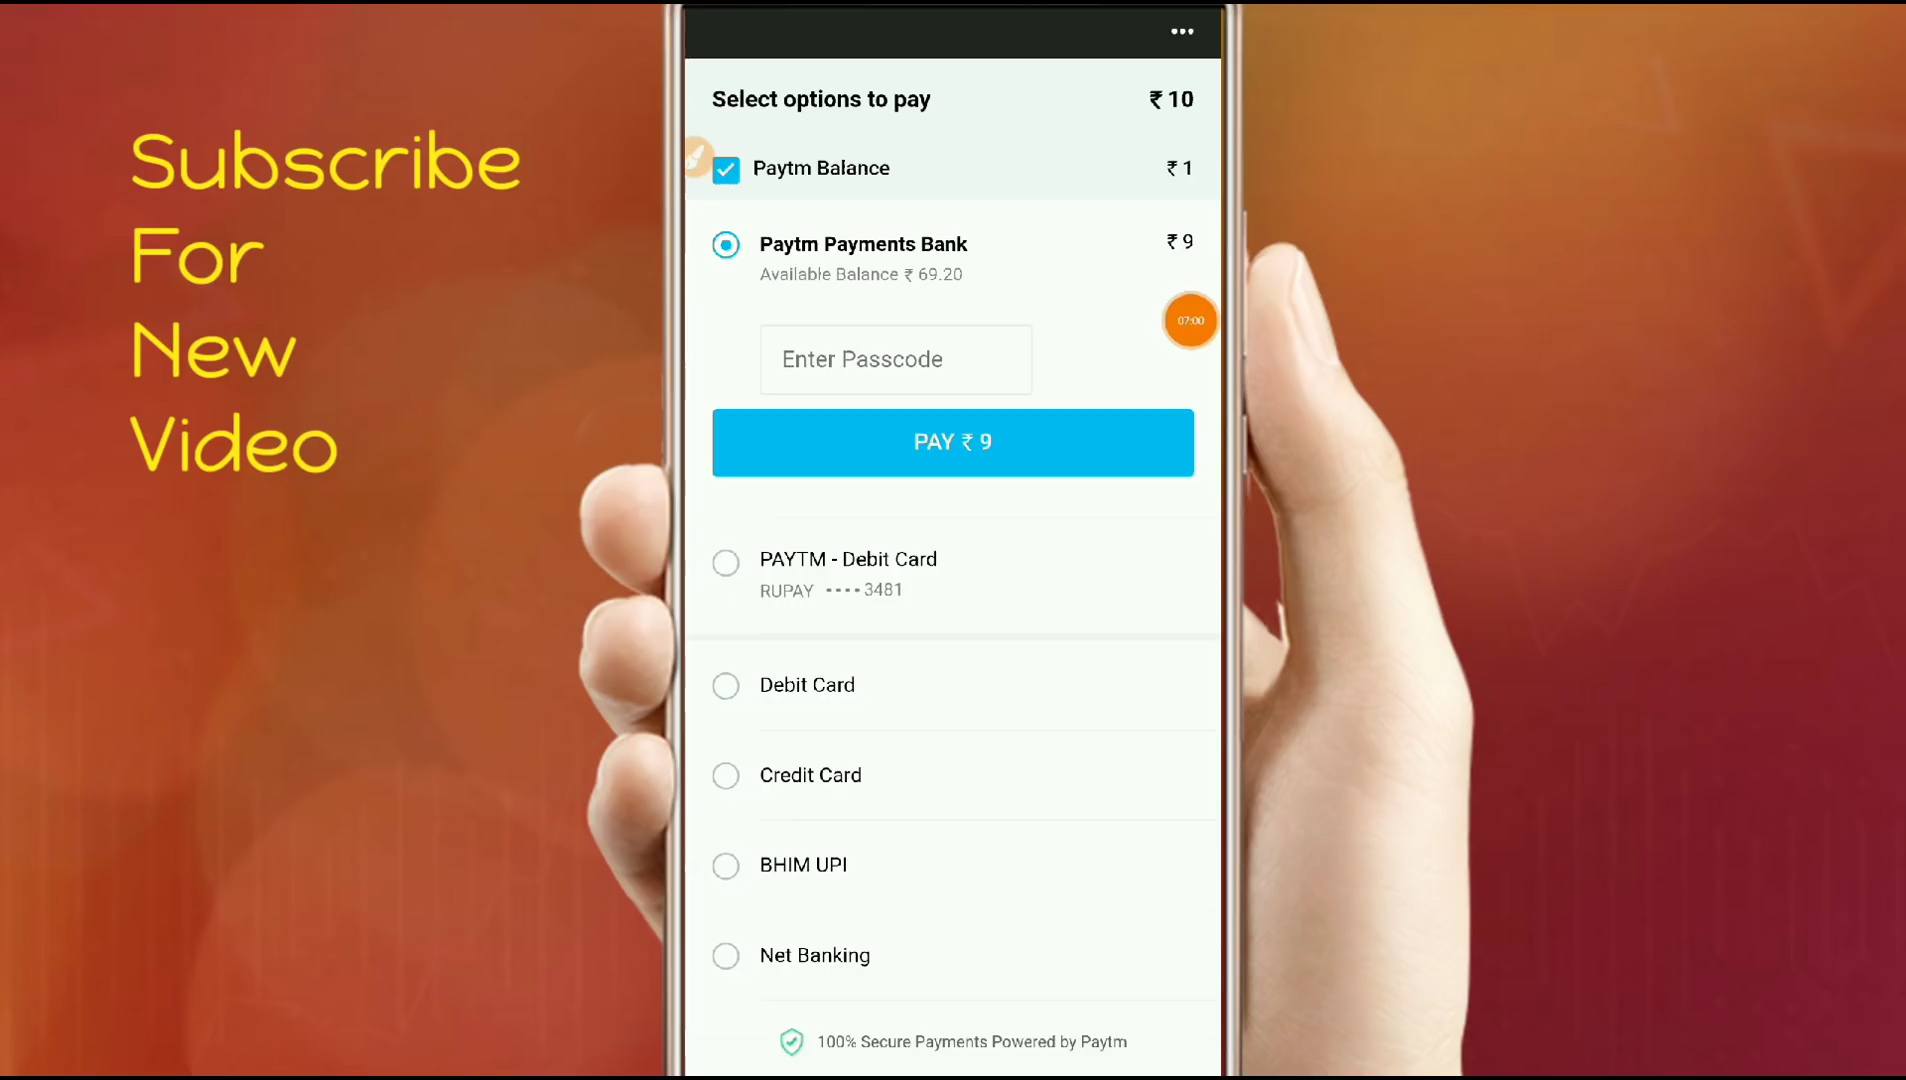 Subscribe
For
New
Video
Select options to pay ₹ 10
Paytm Balance ₹ 1
Paytm Payments Bank ₹ 9
Available Balance ₹ 69.20
07:00
Enter Passcode
PAY ₹ 9
PAYTM - Debit Card
RUPAY •••• 3481
Debit Card
Credit Card
BHIM UPI
Net Banking
100% Secure Payments Powered by Paytm